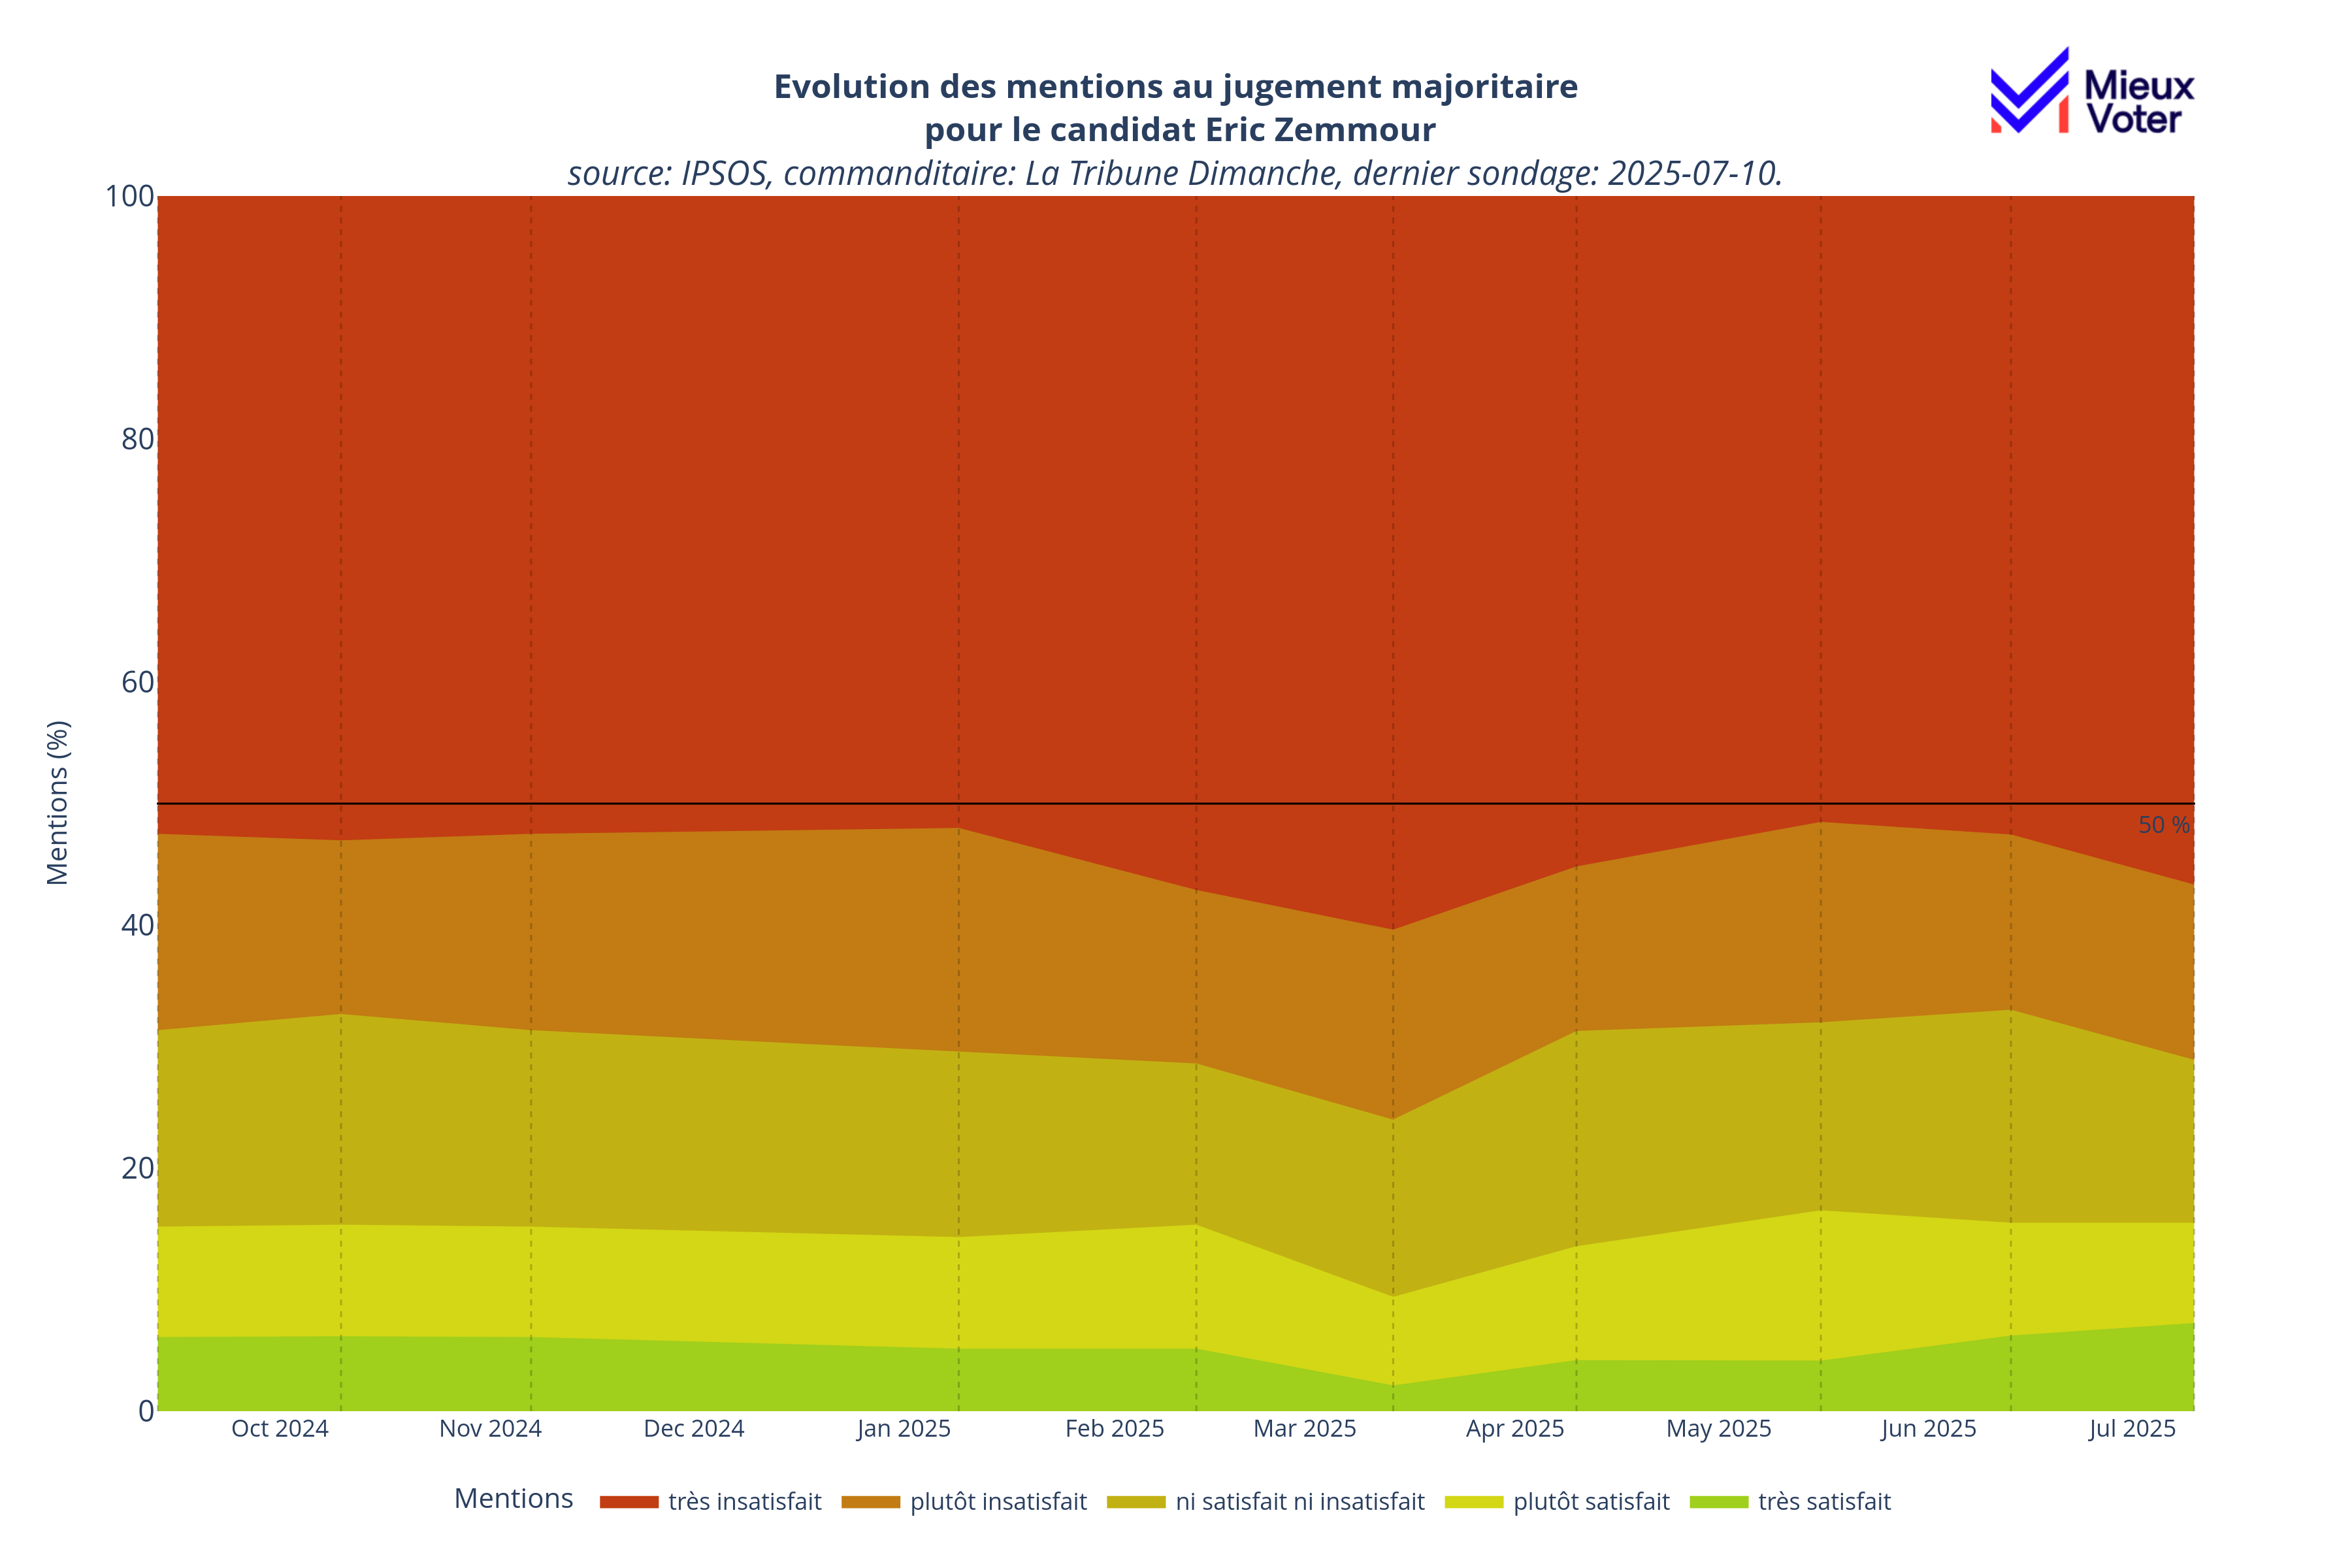 Evolution des mentions au jugement majoritaire
pour le candidat Eric Zemmour
source: IPSOS, commanditaire: La Tribune Dimanche, dernier sondage: 2025-07-10.
Mieux
Voter
100
80
60
40
20
0
Mentions (%)
50 %
Oct 2024
Nov 2024
Dec 2024
Jan 2025
Feb 2025
Mar 2025
Apr 2025
May 2025
Jun 2025
Jul 2025
Mentions
très insatisfait
plutôt insatisfait
ni satisfait ni insatisfait
plutôt satisfait
très satisfait